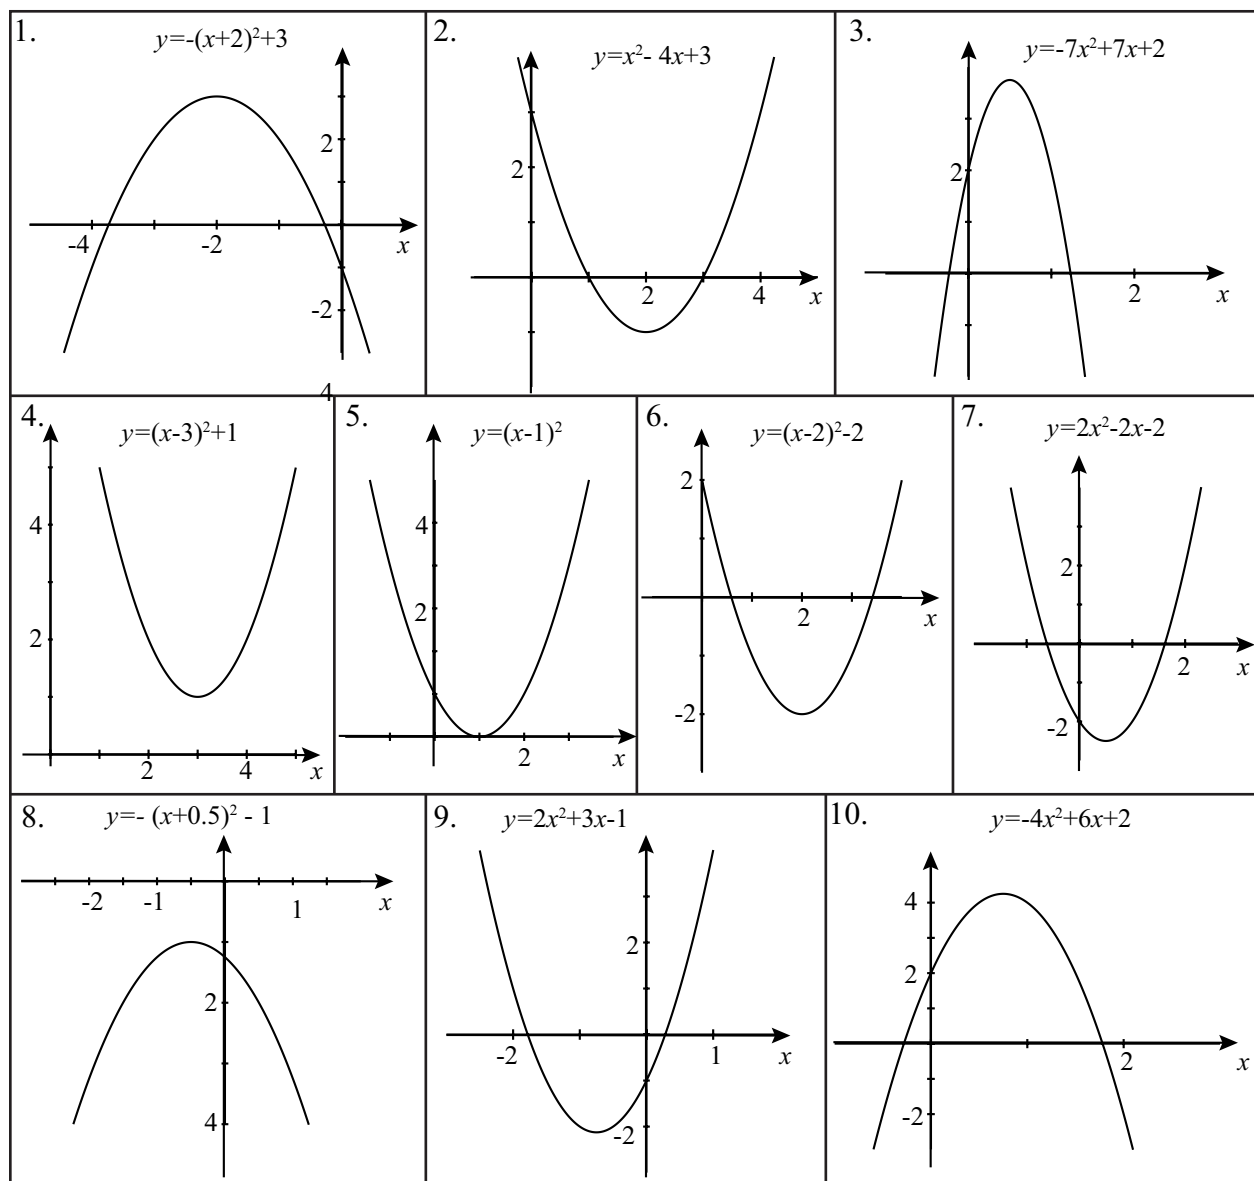 1.
y=-(x+2)²+3
2
-4
-2
x
-2
4
2.
y=x²- 4x+3
2
2
4
x
3.
y=-7x²+7x+2
2
2
x
4.
y=(x-3)²+1
4
2
2
4
x
5.
y=(x-1)²
4
2
2
x
6.
y=(x-2)²-2
2
2
x
-2
7.
y=2x²-2x-2
2
2
x
-2
8.
y=- (x+0.5)² - 1
-2
-1
1
x
2
4
9.
y=2x²+3x-1
2
-2
1
x
-2
10.
y=-4x²+6x+2
4
2
2
x
-2